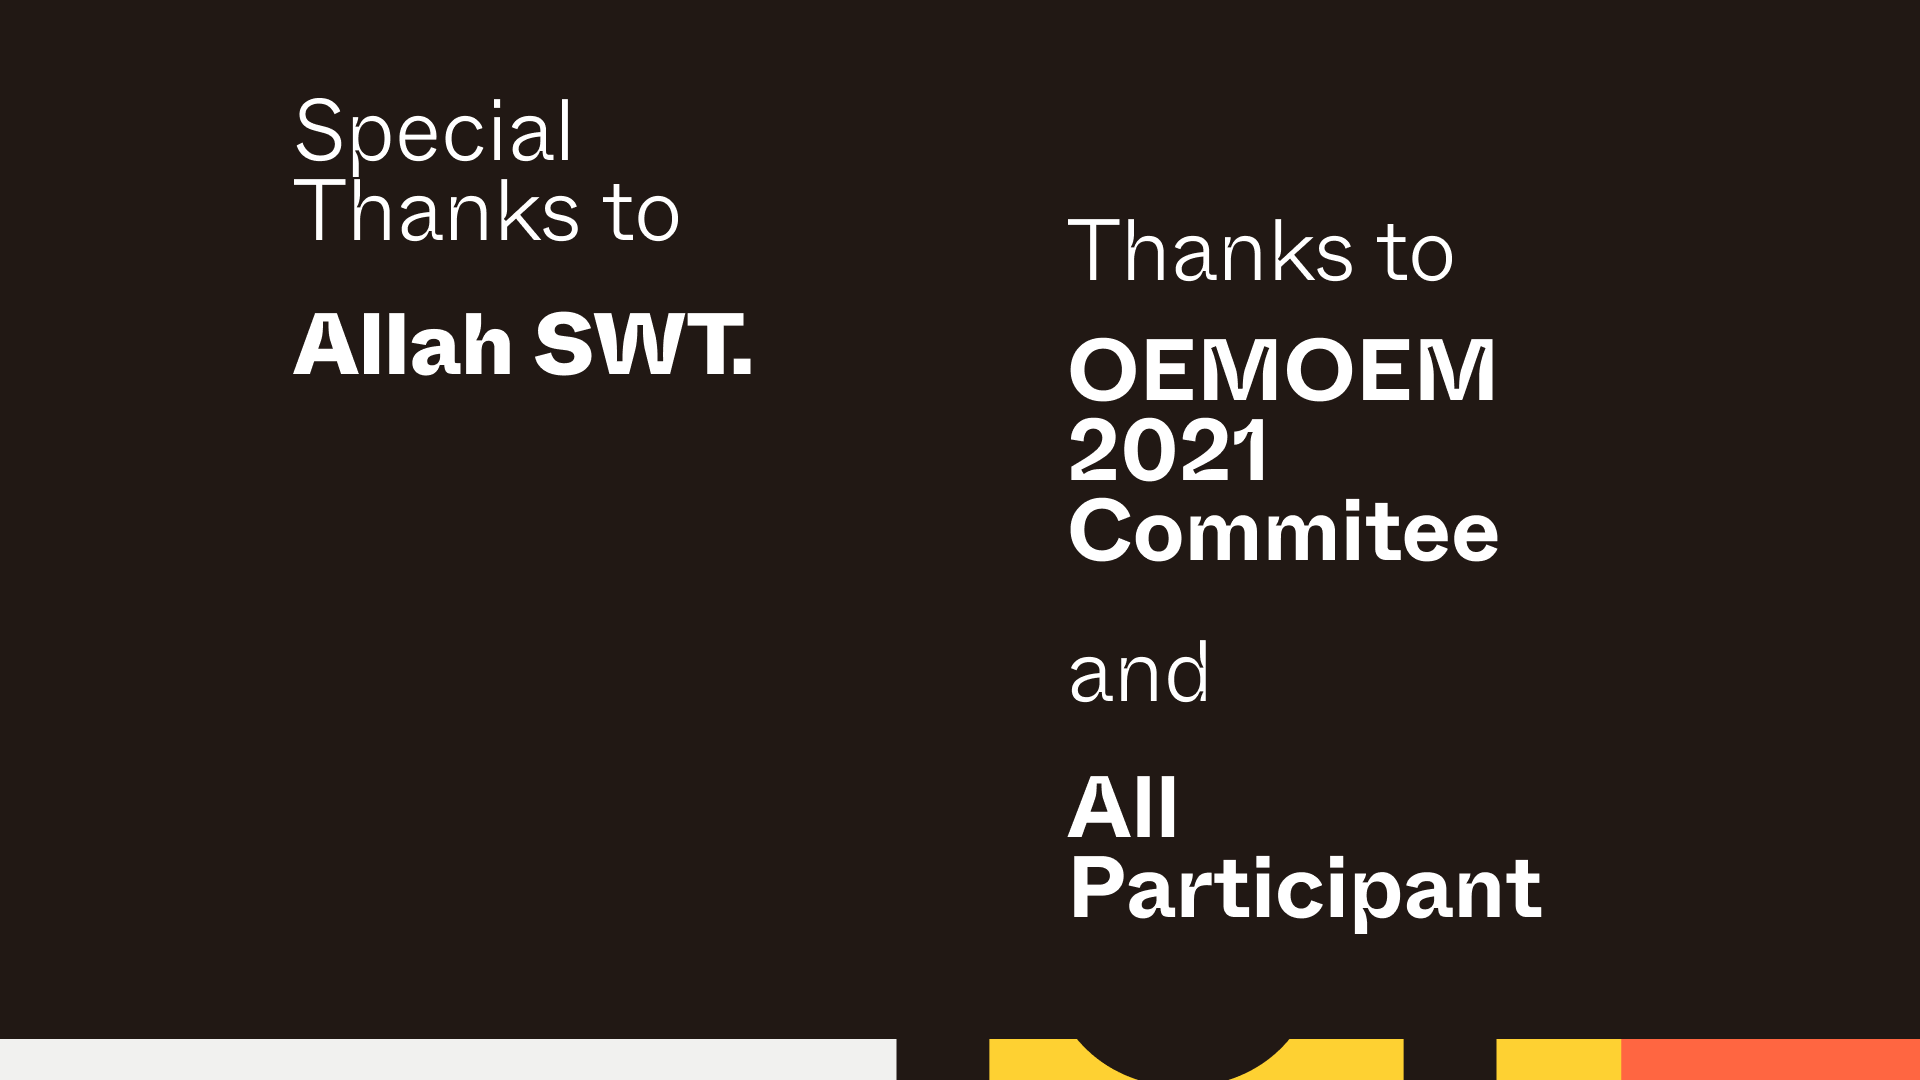 Special
Thanks to
Allah SWT.
Thanks to
OEMOEM
2021
Commitee
and
All
Participant